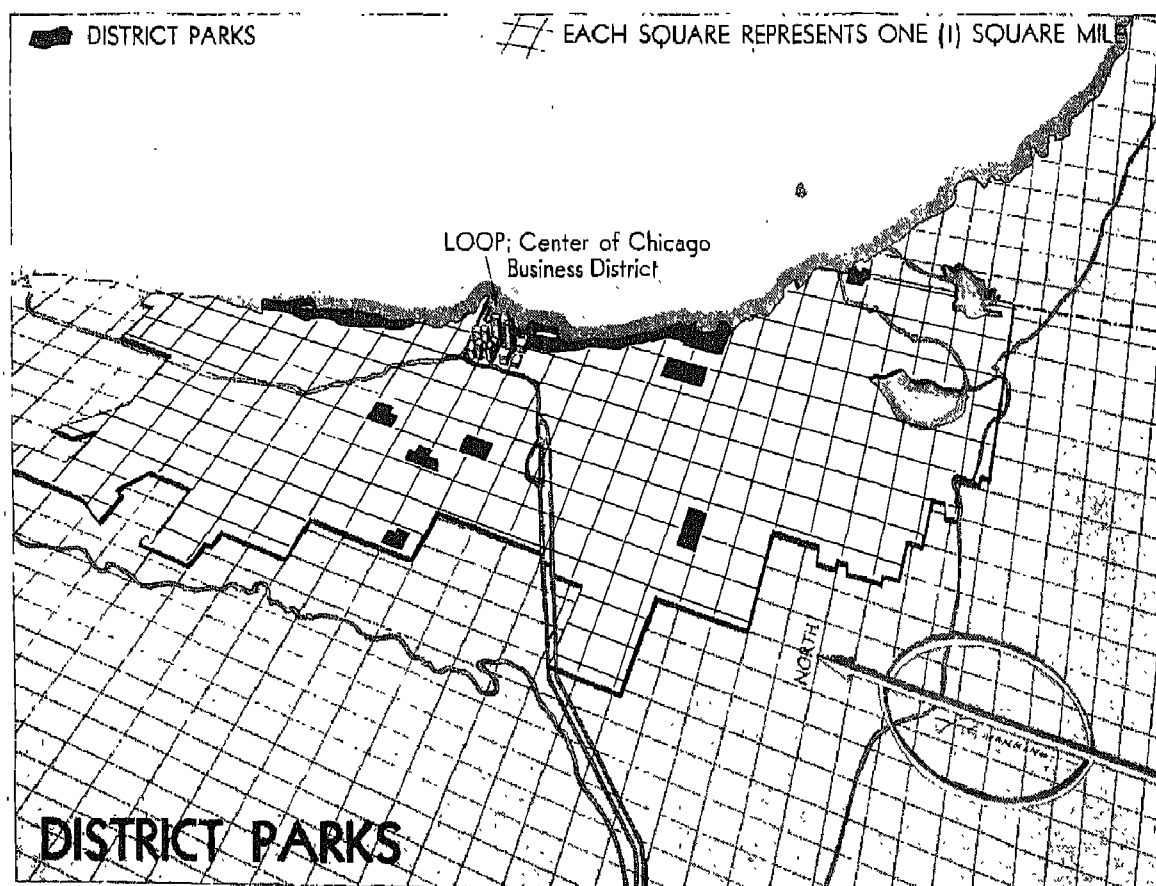 DISTRICT PARKS
EACH SQUARE REPRESENTS ONE (1) SQUARE MILE
LOOP: Center of Chicago
Business District
NORTH
DISTRICT PARKS